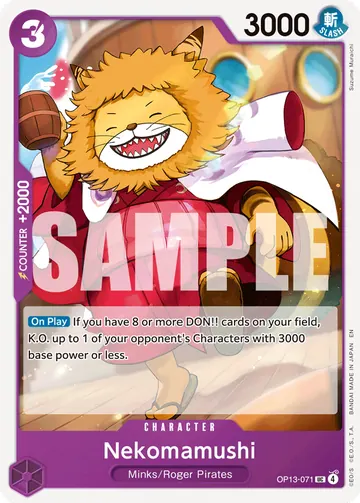 3
3000
斬
SLASH
Suzume Muraichi
COUNTER +2000
SAMPLE
On Play If you have 8 or more DON!! cards on your field,
K.O. up to 1 of your opponent's Characters with 3000
base power or less.
CHARACTER
Nekomamushi
Minks/Roger Pirates
OP13-071 UC 4
©E.O/S. ©E.O./S., T.A. BANDAI MADE IN JAPAN EN